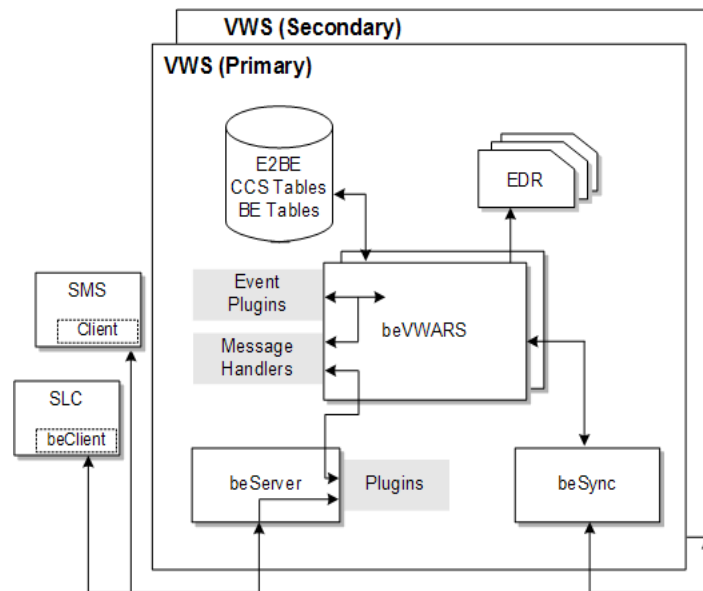 VWS (Secondary)
VWS (Primary)
E2BE
CCS Tables
BE Tables
EDR
Event
Plugins
beVWARS
Message
Handlers
SMS
Client
SLC
beClient
beServer
Plugins
beSync